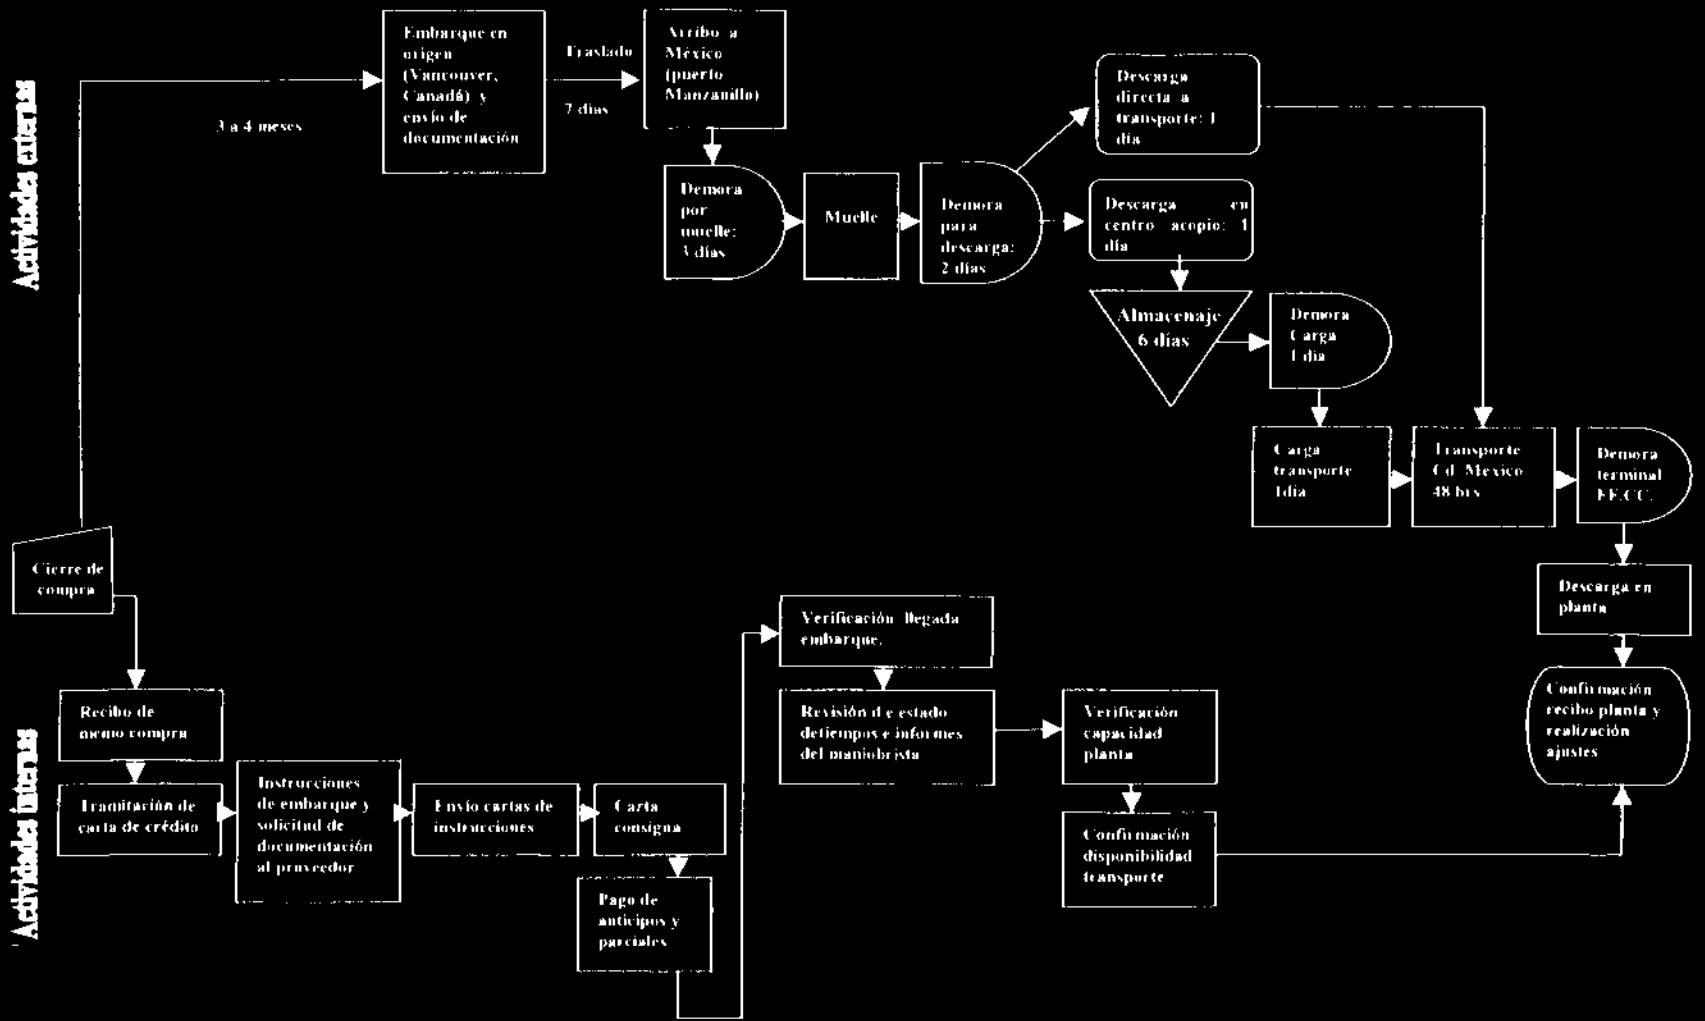 Actividades externas
3 a 4 meses
Embarque en
origen
(Vancouver,
Canadá) y
envío de
documentación
Traslado
7 días
Arribo a
México
(puerto
Manzanillo)
Demora
por
muelle:
3 días
Muelle
Demora
para
descarga:
2 días
Descarga
directa a
transporte: 1
día
Descarga en
centro acopio: 1
día
Almacenaje
6 días
Demora
Carga
1 día
Carga
transporte
1día
Transporte
Cd. Mexico
48 hrs
Demora
terminal
FF.CC.
Descarga en
planta
Confirmación
recibo planta y
realización
ajustes
Cierre de
compra
Actividades internas
Recibo de
memo compra
Tramitación de
carta de crédito
Instrucciones
de embarque y
solicitud de
documentación
al proveedor
Envío cartas de
instrucciones
Carta
consigna
Pago de
anticipos y
parciales
Verificación llegada
embarque.
Revisión d e estado
detiempos e informes
del maniobrista
Verificación
capacidad
planta
Confirmación
disponibilidad
transporte